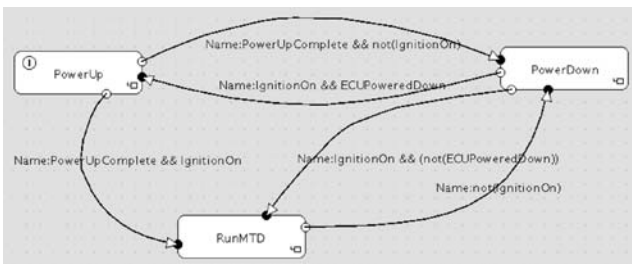 Name:PowerUpComplete && not(IgnitionOn)
PowerUp
PowerDown
Name:IgnitionOn && ECUPoweredDown
Name:PowerUpComplete && IgnitionOn
Name:IgnitionOn && (not(ECUPoweredDown))
Name:not(IgnitionOn)
RunMTD